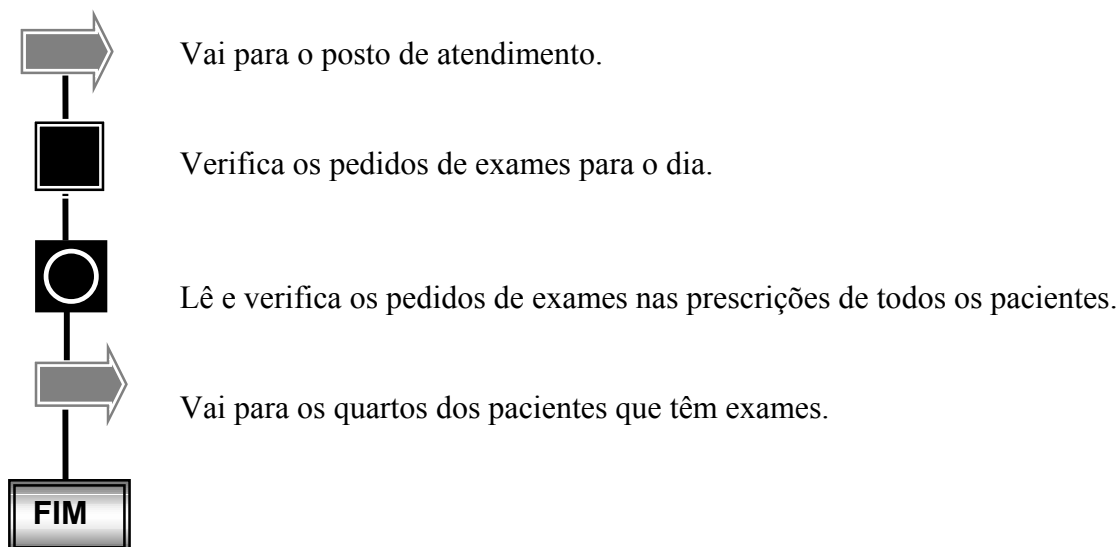 Vai para o posto de atendimento.
Verifica os pedidos de exames para o dia.
Lê e verifica os pedidos de exames nas prescrições de todos os pacientes.
Vai para os quartos dos pacientes que têm exames.
FIM